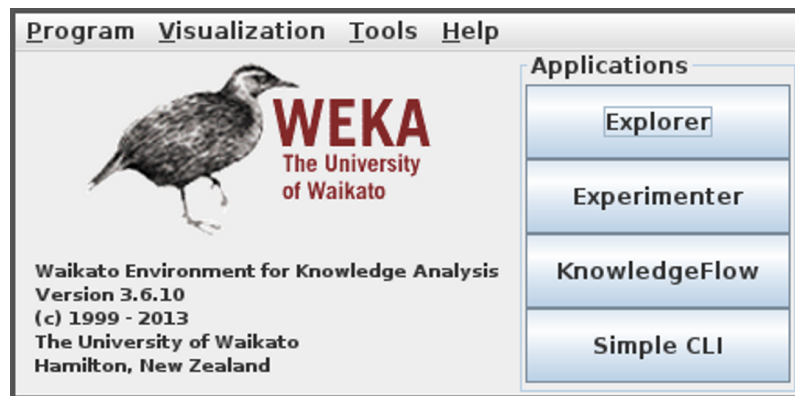 Program Visualization Tools Help
WEKA
The University
of Waikato
Waikato Environment for Knowledge Analysis
Version 3.6.10
(c) 1999 - 2013
The University of Waikato
Hamilton, New Zealand
Applications
Explorer
Experimenter
KnowledgeFlow
Simple CLI